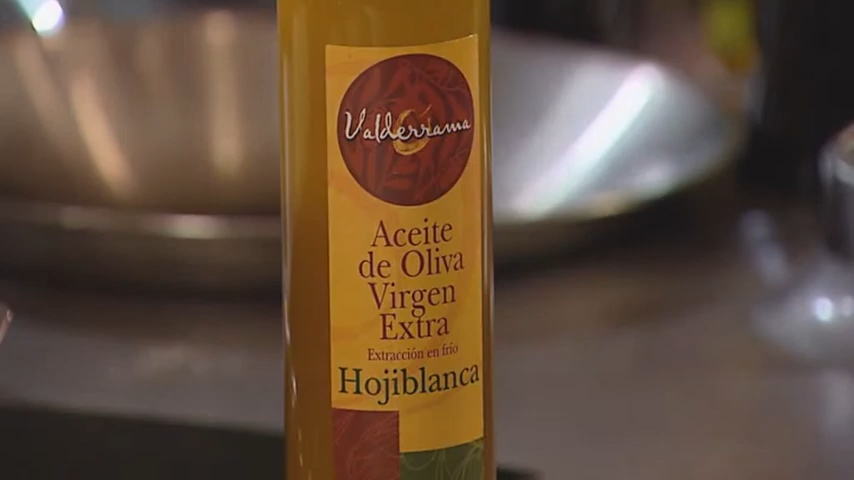 Valderrama
Aceite
de Oliva
Virgen
Extra
Extracción en frío
Hojiblanca